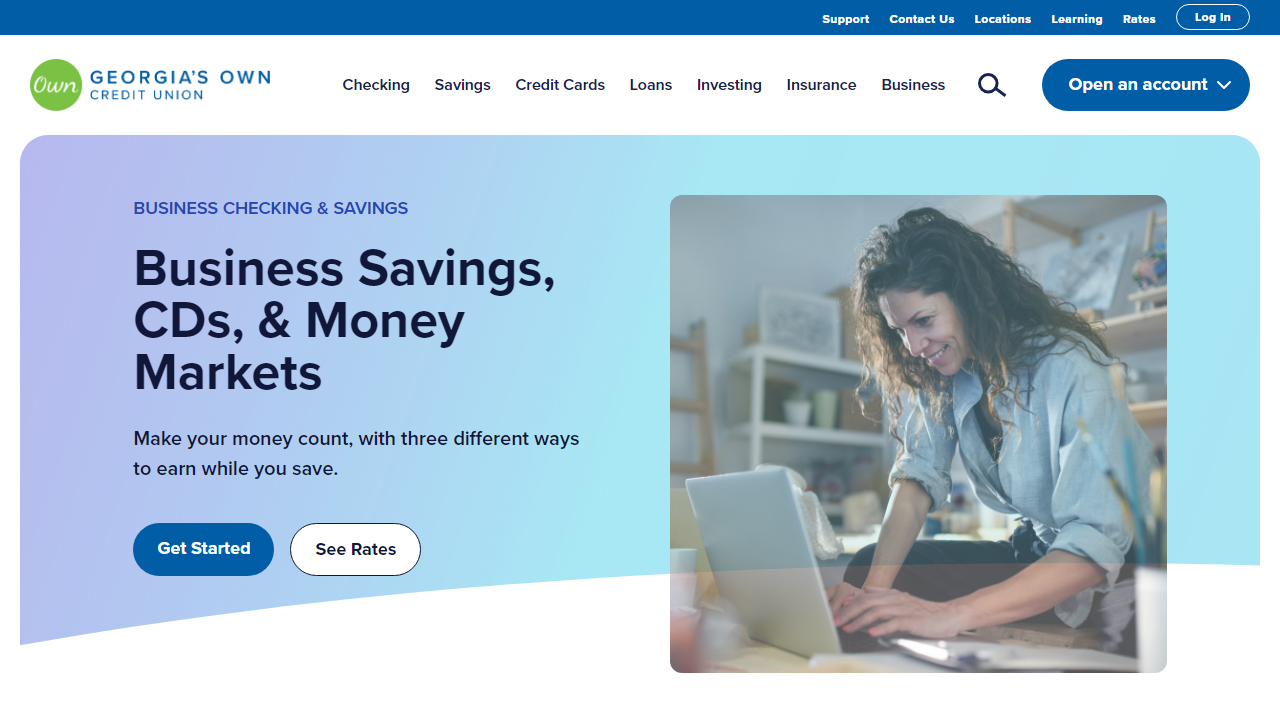 Support Contact Us Locations Learning Rates Log In
Own GEORGIA'S OWN
CREDIT UNION
Checking Savings Credit Cards Loans Investing Insurance Business Open an account
BUSINESS CHECKING & SAVINGS
Business Savings,
CDs, & Money
Markets
Make your money count, with three different ways
to earn while you save.
Get Started See Rates